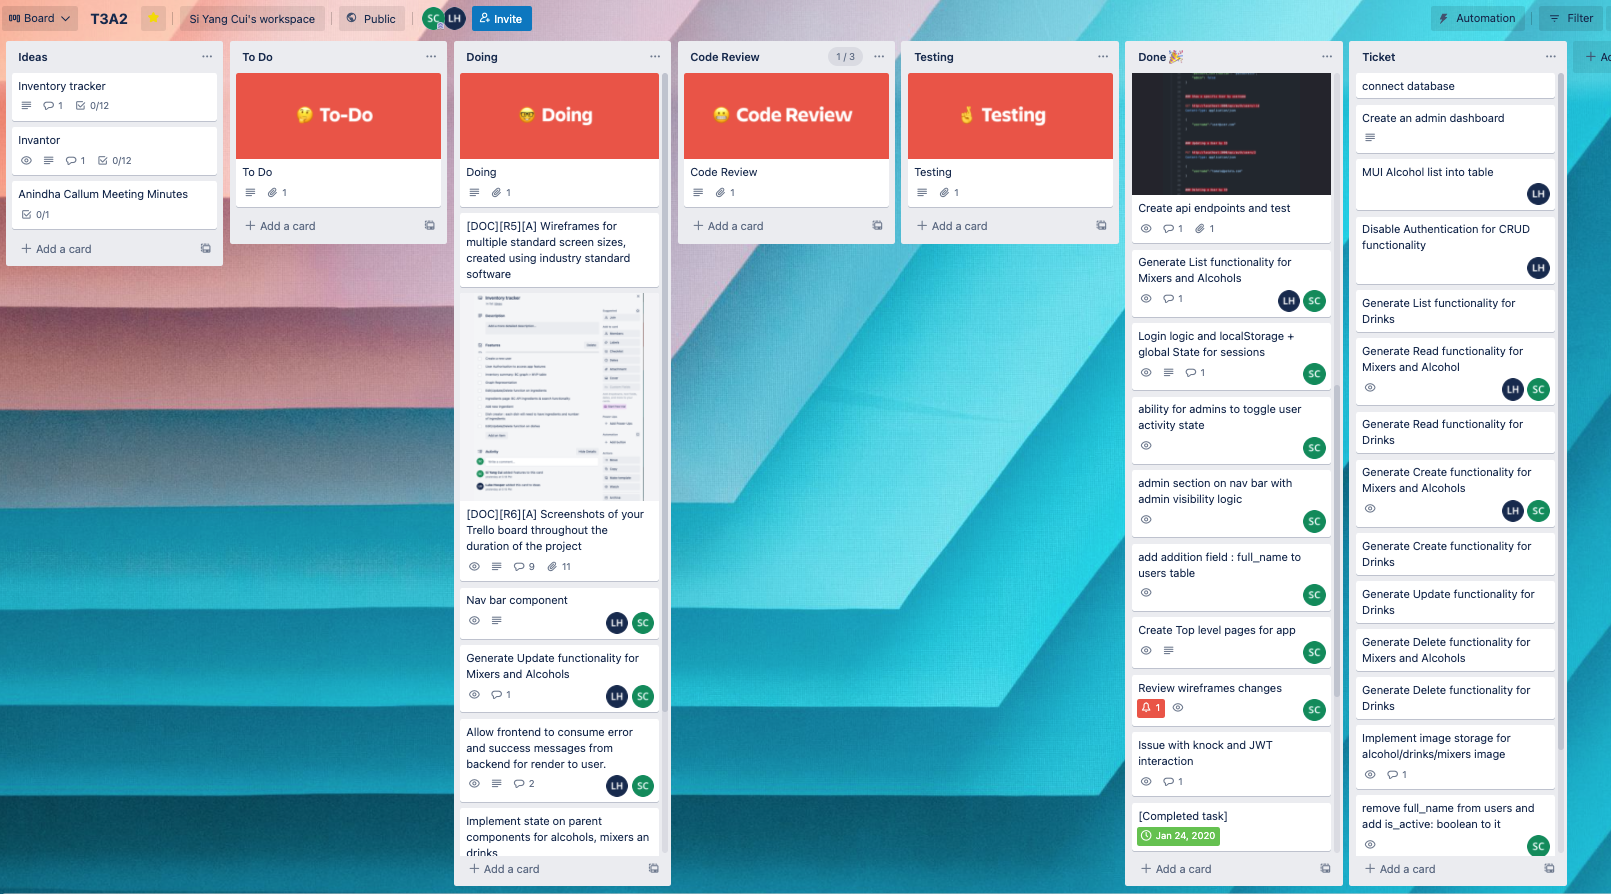 Board
T3A2
Si Yang Cui's workspace
Public
SC
LH
Invite
Automation
Filter
Ideas
Inventory tracker
1
0/12
Invantor
1
0/12
Anindha Callum Meeting Minutes
0/1
Add a card
To Do
To-Do
To Do
1
Add a card
Doing
Doing
Doing
1
[DOC][R5][A] Wireframes for
multiple standard screen sizes,
created using industry standard
software
Inventory tracker
Description
Features
Activity
[DOC][R6][A] Screenshots of your
Trello board throughout the
duration of the project
9
11
Nav bar component
LH
SC
Generate Update functionality for
Mixers and Alcohols
1
LH
SC
Allow frontend to consume error
and success messages from
backend for render to user.
2
LH
SC
Implement state on parent
components for alcohols, mixers an
drinks
Add a card
Code Review
1 / 3
Code Review
Code Review
1
Add a card
Testing
Testing
Testing
1
Add a card
Done
Create api endpoints and test
1
1
Generate List functionality for
Mixers and Alcohols
1
LH
SC
Login logic and localStorage +
global State for sessions
1
SC
ability for admins to toggle user
activity state
SC
admin section on nav bar with
admin visibility logic
SC
add addition field : full_name to
users table
SC
Create Top level pages for app
SC
Review wireframes changes
1
SC
Issue with knock and JWT
interaction
1
[Completed task]
Jan 24, 2020
Add a card
Ticket
connect database
Create an admin dashboard
MUI Alcohol list into table
LH
Disable Authentication for CRUD
functionality
LH
Generate List functionality for
Drinks
Generate Read functionality for
Mixers and Alcohol
LH
SC
Generate Read functionality for
Drinks
Generate Create functionality for
Mixers and Alcohols
LH
SC
Generate Create functionality for
Drinks
Generate Update functionality for
Drinks
Generate Delete functionality for
Mixers and Alcohols
Generate Delete functionality for
Drinks
Implement image storage for
alcohol/drinks/mixers image
1
remove full_name from users and
add is_active: boolean to it
SC
Add a card